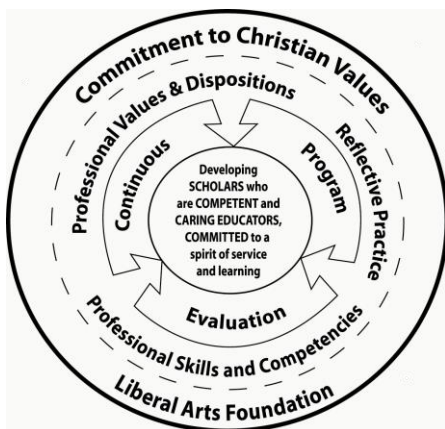 Commitment to Christian Values
Professional Values & Dispositions
Reflective Practice
Continuous
Program
Developing
SCHOLARS who
are COMPETENT and
CARING EDUCATORS,
COMMITTED to a
spirit of service
and learning
Evaluation
Professional Skills and Competencies
Liberal Arts Foundation